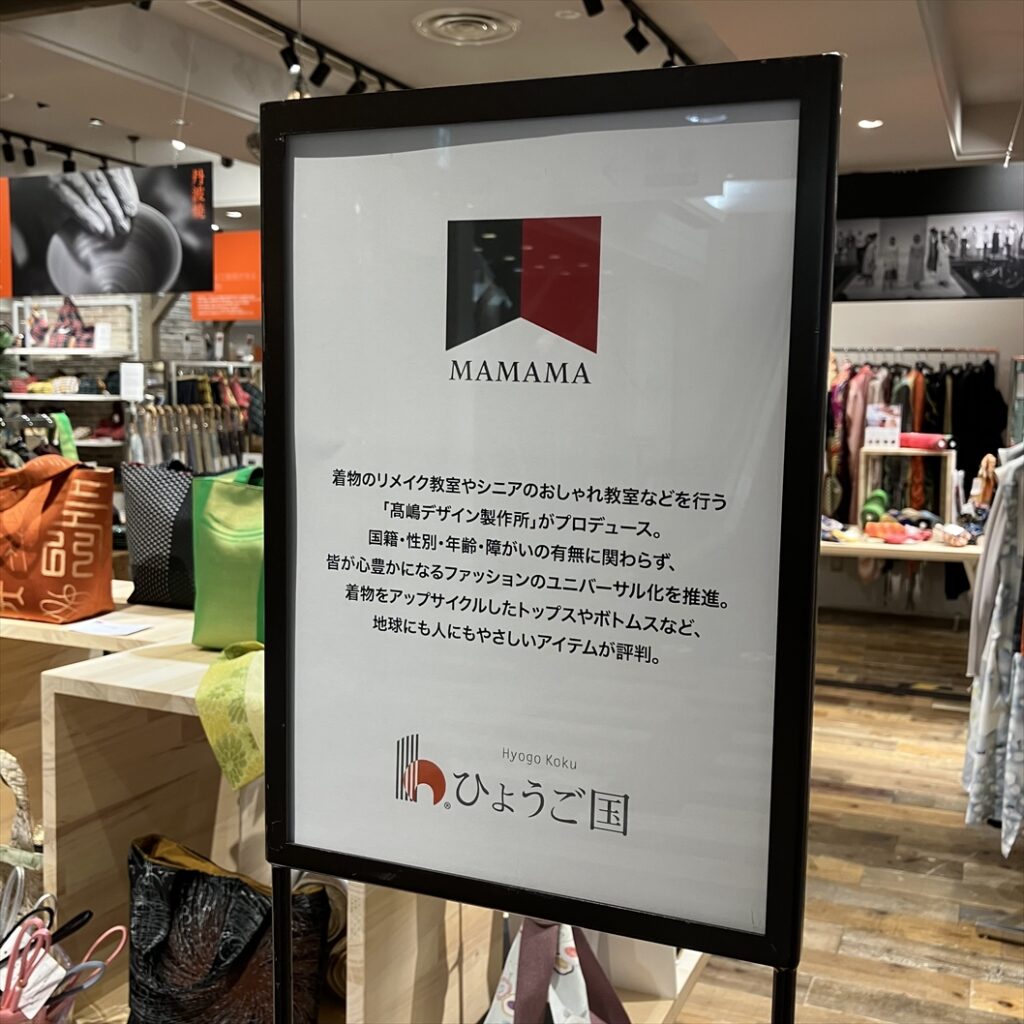 丹波焼
MAMAMA
着物のリメイク教室やシニアのおしゃれ教室などを行う
「髙嶋デザイン製作所」がプロデュース。
国籍・性別・年齢・障がいの有無に関わらず、
皆が心豊かになるファッションのユニバーサル化を推進。
着物をアップサイクルしたトップスやボトムスなど、
地球にも人にもやさしいアイテムが評判。
Hyogo Koku
®ひょうご国